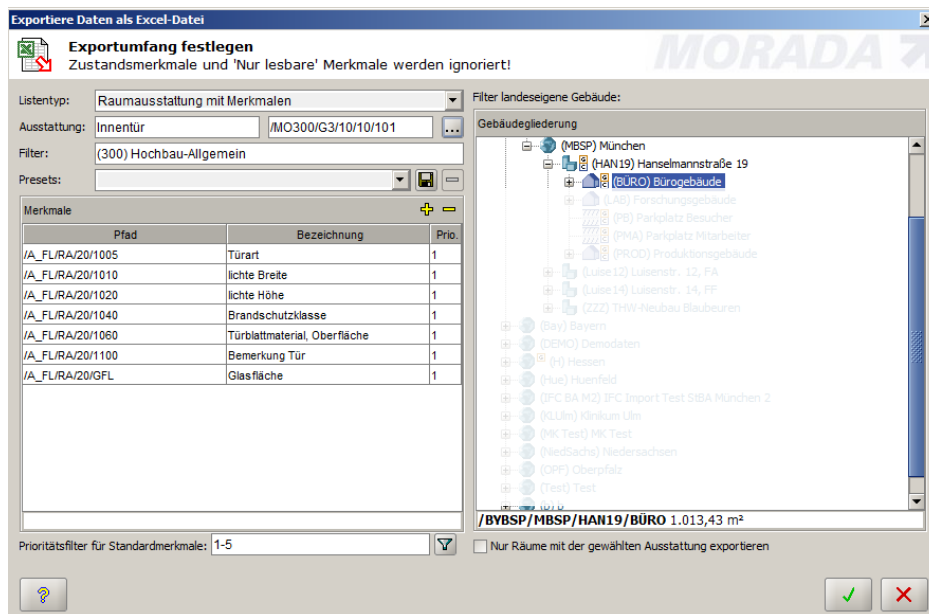 Exportiere Daten als Excel-Datei
Exportumfang festlegen
Zustandsmerkmale und 'Nur lesbare' Merkmale werden ignoriert!
MORADA
Listentyp: Raumausstattung mit Merkmalen
Ausstattung: Innentür /MO300/G3/10/10/101 ...
Filter: (300) Hochbau-Allgemein
Presets:
Merkmale
Pfad Bezeichnung Prio.
/A_FL/RA/20/1005 Türart 1
/A_FL/RA/20/1010 lichte Breite 1
/A_FL/RA/20/1020 lichte Höhe 1
/A_FL/RA/20/1040 Brandschutzklasse 1
/A_FL/RA/20/1060 Türblattmaterial, Oberfläche 1
/A_FL/RA/20/1100 Bemerkung Tür 1
/A_FL/RA/20/GFL Glasfläche 1
Prioritätsfilter für Standardmerkmale: 1-5
Filter landeseigene Gebäude:
Gebäudegliederung
(MBSP) München
(HAN19) Hanselmannstraße 19
(BÜRO) Bürogebäude
(LAB) Forschungsgebäude
(PB) Parkplatz Besucher
(PMA) Parkplatz Mitarbeiter
(PROD) Produktionsgebäude
(Luise12) Luisenstr. 12, FA
(Luise14) Luisenstr. 14, FF
(ZZZ) THW-Neubau Blaubeuren
(Bay) Bayern
(DEMO) Demodaten
(H) Hessen
(Hue) Huenfeld
(IFC BA M2) IFC Import Test StBA München 2
(KLUlm) Klinikum Ulm
(MK Test) MK Test
(NiedSachs) Niedersachsen
(OPF) Oberpfalz
(Test) Test
(b) b
/BYBSP/MBSP/HAN19/BÜRO 1.013,43 m²
Nur Räume mit der gewählten Ausstattung exportieren